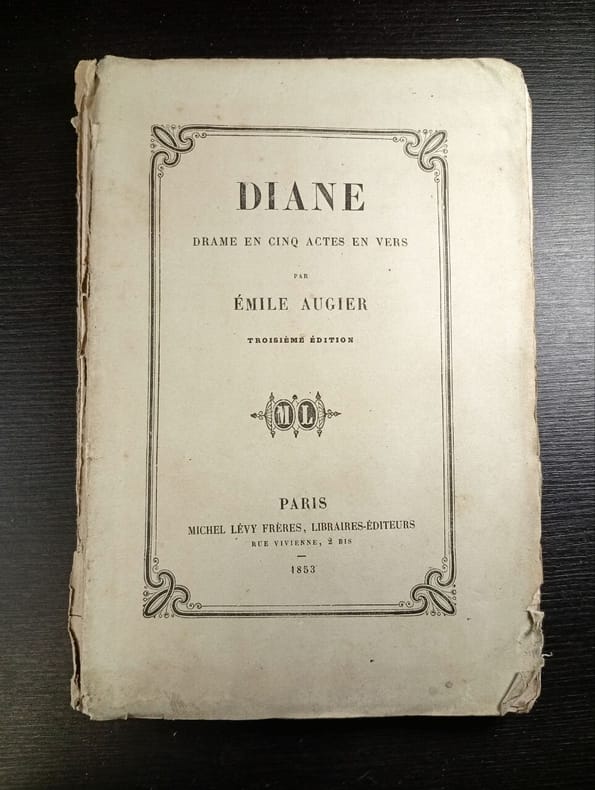 DIANE
DRAME EN CINQ ACTES EN VERS
PAR
ÉMILE AUGIER
TROISIÈME ÉDITION
ML
PARIS
MICHEL LÉVY FRÈRES, LIBRAIRES-ÉDITEURS
RUE VIVIENNE, 2 BIS
1853